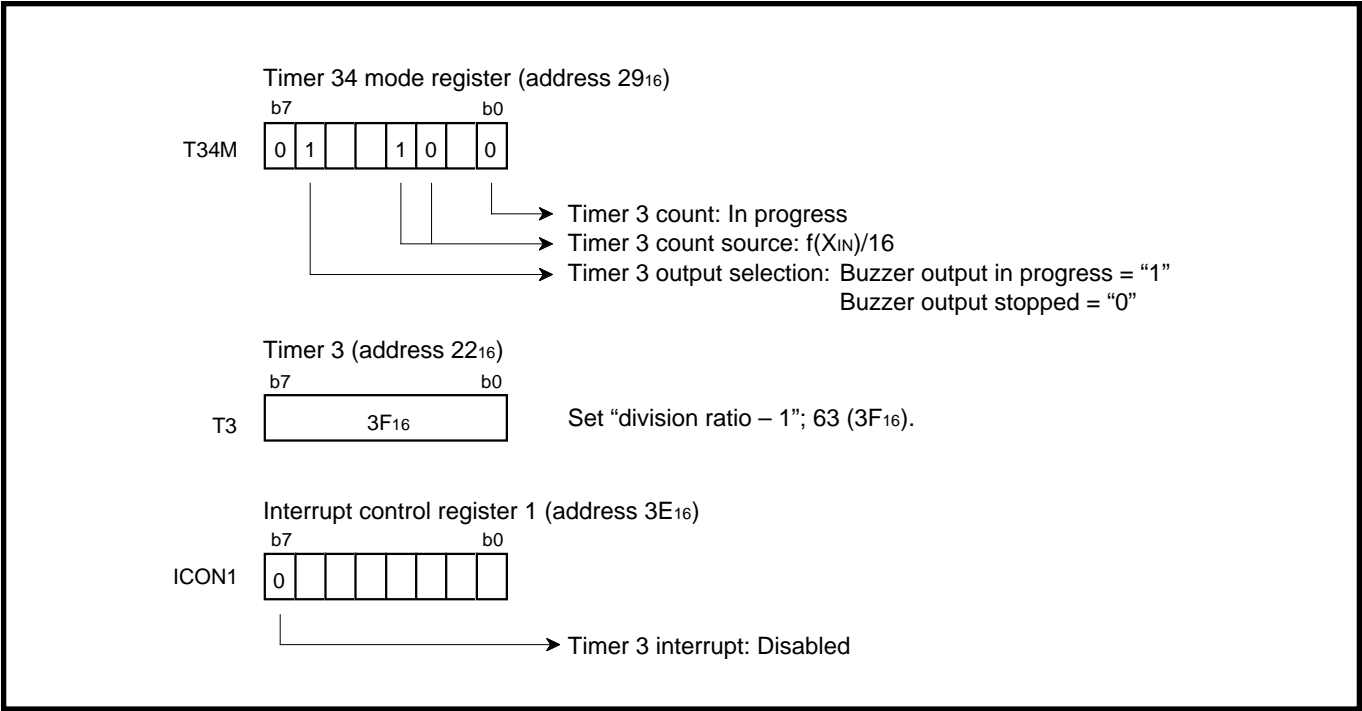 Timer 34 mode register (address 29₁₆)
b7 b0
T34M 0 1 1 0 0
Timer 3 count: In progress
Timer 3 count source: f(XIN)/16
Timer 3 output selection: Buzzer output in progress = “1”
Buzzer output stopped = “0”
Timer 3 (address 22₁₆)
b7 b0
T3 3F₁₆ Set “division ratio – 1”; 63 (3F₁₆).
Interrupt control register 1 (address 3E₁₆)
b7 b0
ICON1 0
Timer 3 interrupt: Disabled